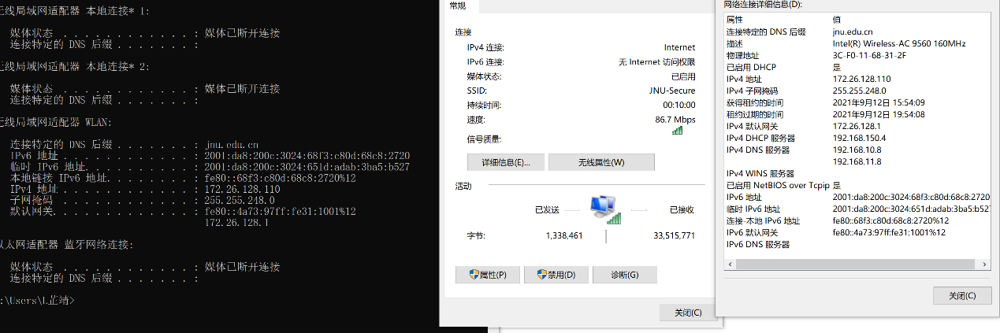 无线局域网适配器 本地连接* 1:
媒体状态 . . . . . . . . . . . . : 媒体已断开连接
连接特定的 DNS 后缀 . . . . . . . :
无线局域网适配器 本地连接* 2:
媒体状态 . . . . . . . . . . . . : 媒体已断开连接
连接特定的 DNS 后缀 . . . . . . . :
无线局域网适配器 WLAN:
连接特定的 DNS 后缀 . . . . . . . : jnu.edu.cn
IPv6 地址 . . . . . . . . . . . . : 2001:da8:200c:3024:68f3:c80d:68c8:2720
临时 IPv6 地址. . . . . . . . . . : 2001:da8:200c:3024:651d:adab:3ba5:b527
本地链接 IPv6 地址. . . . . . . . : fe80::68f3:c80d:68c8:2720%12
IPv4 地址 . . . . . . . . . . . . : 172.26.128.110
子网掩码 . . . . . . . . . . . . : 255.255.248.0
默认网关. . . . . . . . . . . . . : fe80::4a73:97ff:fe31:1001%12
172.26.128.1
以太网适配器 蓝牙网络连接:
媒体状态 . . . . . . . . . . . . : 媒体已断开连接
连接特定的 DNS 后缀 . . . . . . . :
:\Users\L芷靖>
常规
连接
IPv4 连接: Internet
IPv6 连接: 无 Internet 访问权限
媒体状态: 已启用
SSID: JNU-Secure
持续时间: 00:10:00
速度: 86.7 Mbps
信号质量:
详细信息(E)... 无线属性(W)
活动
已发送 已接收
字节: 1,338,461 33,515,771
属性(P) 禁用(D) 诊断(G)
关闭(C)
网络连接详细信息(D):
属性 值
连接特定的 DNS 后缀 jnu.edu.cn
描述 Intel(R) Wireless-AC 9560 160MHz
物理地址 3C-F0-11-68-31-2F
已启用 DHCP 是
IPv4 地址 172.26.128.110
IPv4 子网掩码 255.255.248.0
获得租约的时间 2021年9月12日 15:54:09
租约过期的时间 2021年9月12日 19:54:08
IPv4 默认网关 172.26.128.1
IPv4 DHCP 服务器 192.168.150.4
IPv4 DNS 服务器 192.168.10.8
192.168.11.8
IPv4 WINS 服务器
已启用 NetBIOS over Tcpip 是
IPv6 地址 2001:da8:200c:3024:68f3:c80d:68c8:2720
临时 IPv6 地址 2001:da8:200c:3024:651d:adab:3ba5:b527
连接-本地 IPv6 地址 fe80::68f3:c80d:68c8:2720%12
IPv6 默认网关 fe80::4a73:97ff:fe31:1001%12
IPv6 DNS 服务器
关闭(C)